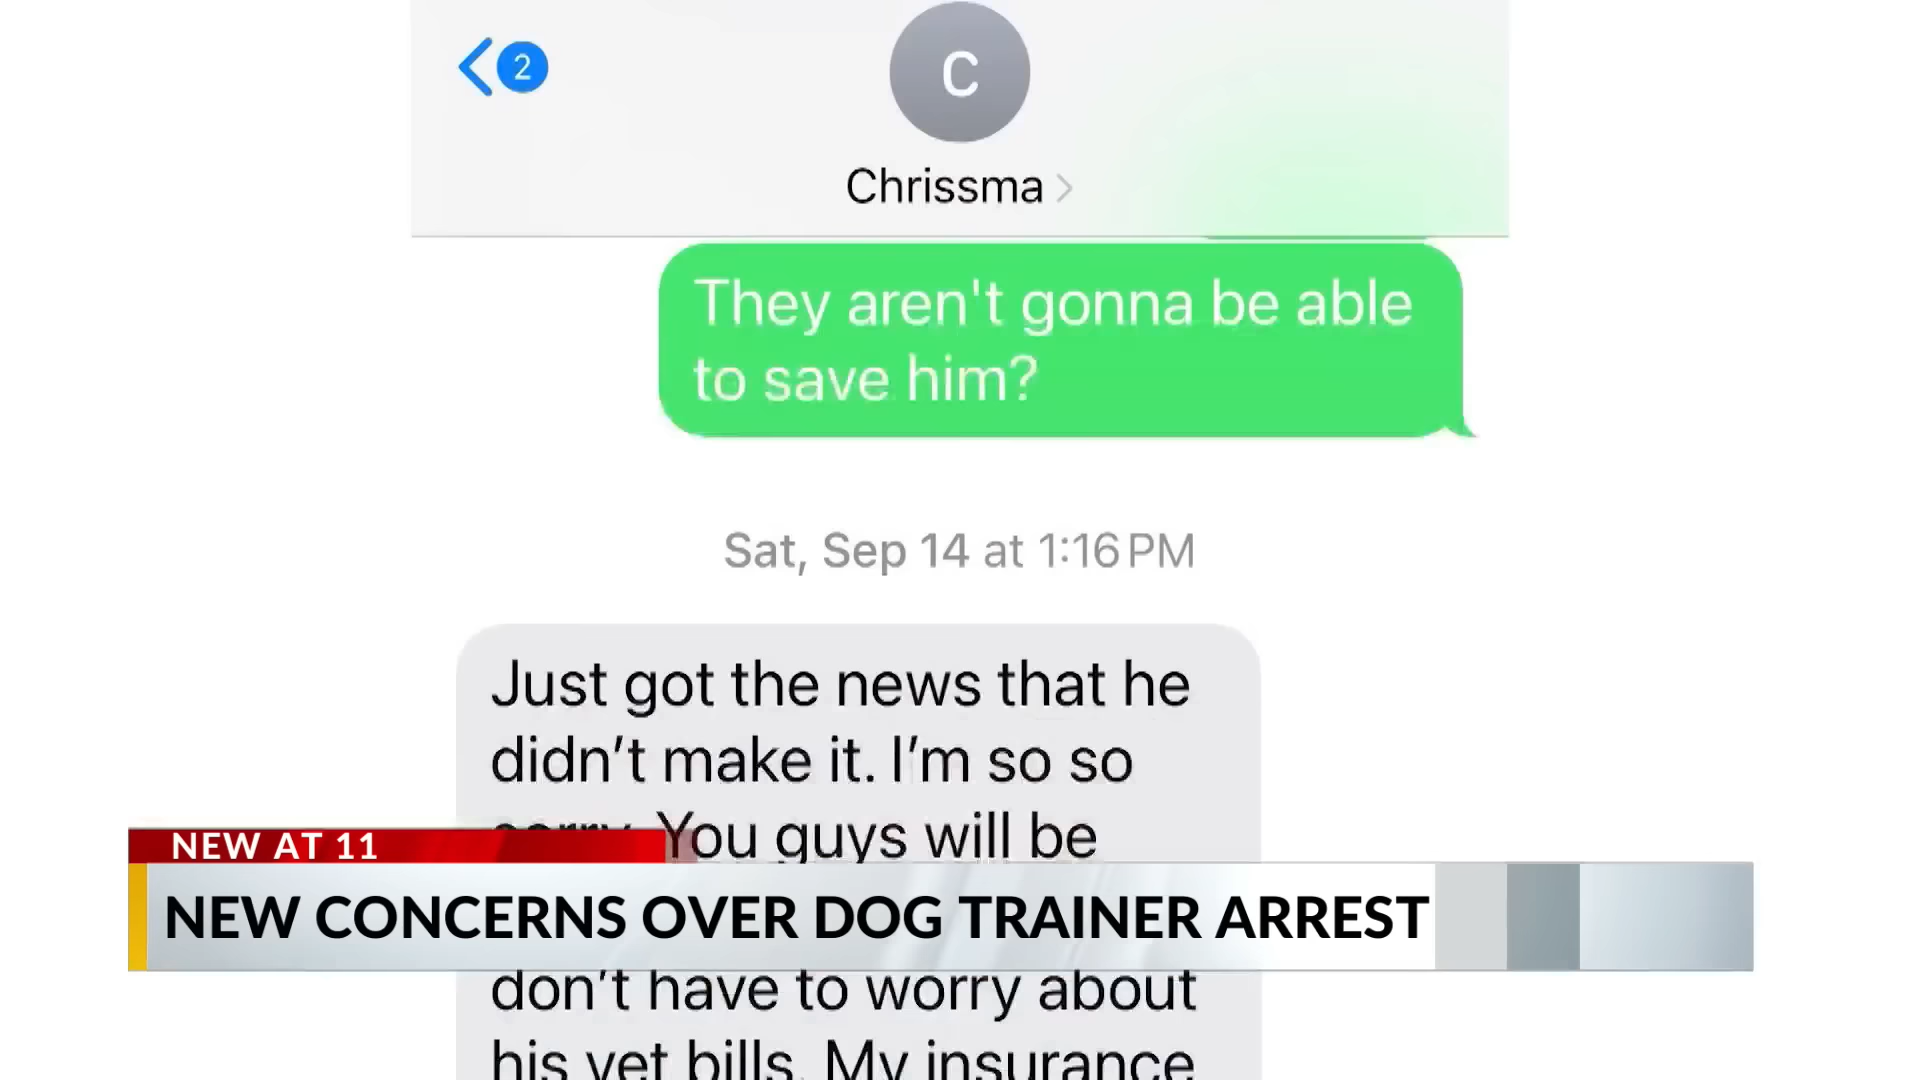 2
C
Chrissma
They aren't gonna be able
to save him?
Sat, Sep 14 at 1:16 PM
Just got the news that he
didn't make it. I'm so so
sorry. You guys will be
NEW AT 11
NEW CONCERNS OVER DOG TRAINER ARREST
don't have to worry about
his vet bills. My insurance